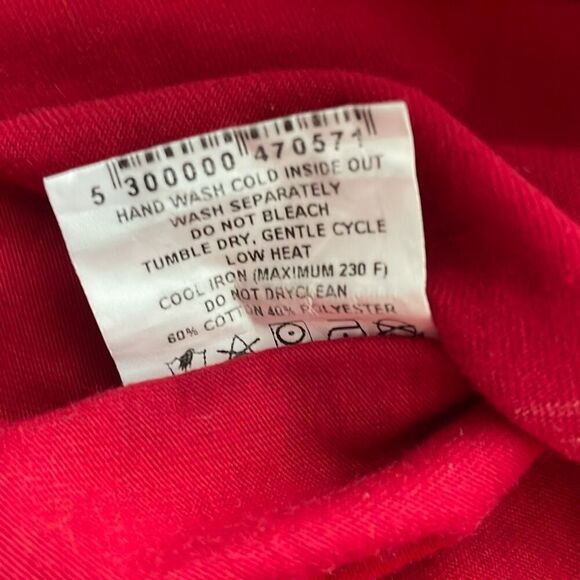 5 300000 470571
HAND WASH COLD INSIDE OUT
WASH SEPARATELY
DO NOT BLEACH
TUMBLE DRY, GENTLE CYCLE
LOW HEAT
COOL IRON (MAXIMUM 230 F)
DO NOT DRYCLEAN
60% COTTON 40% POLYESTER